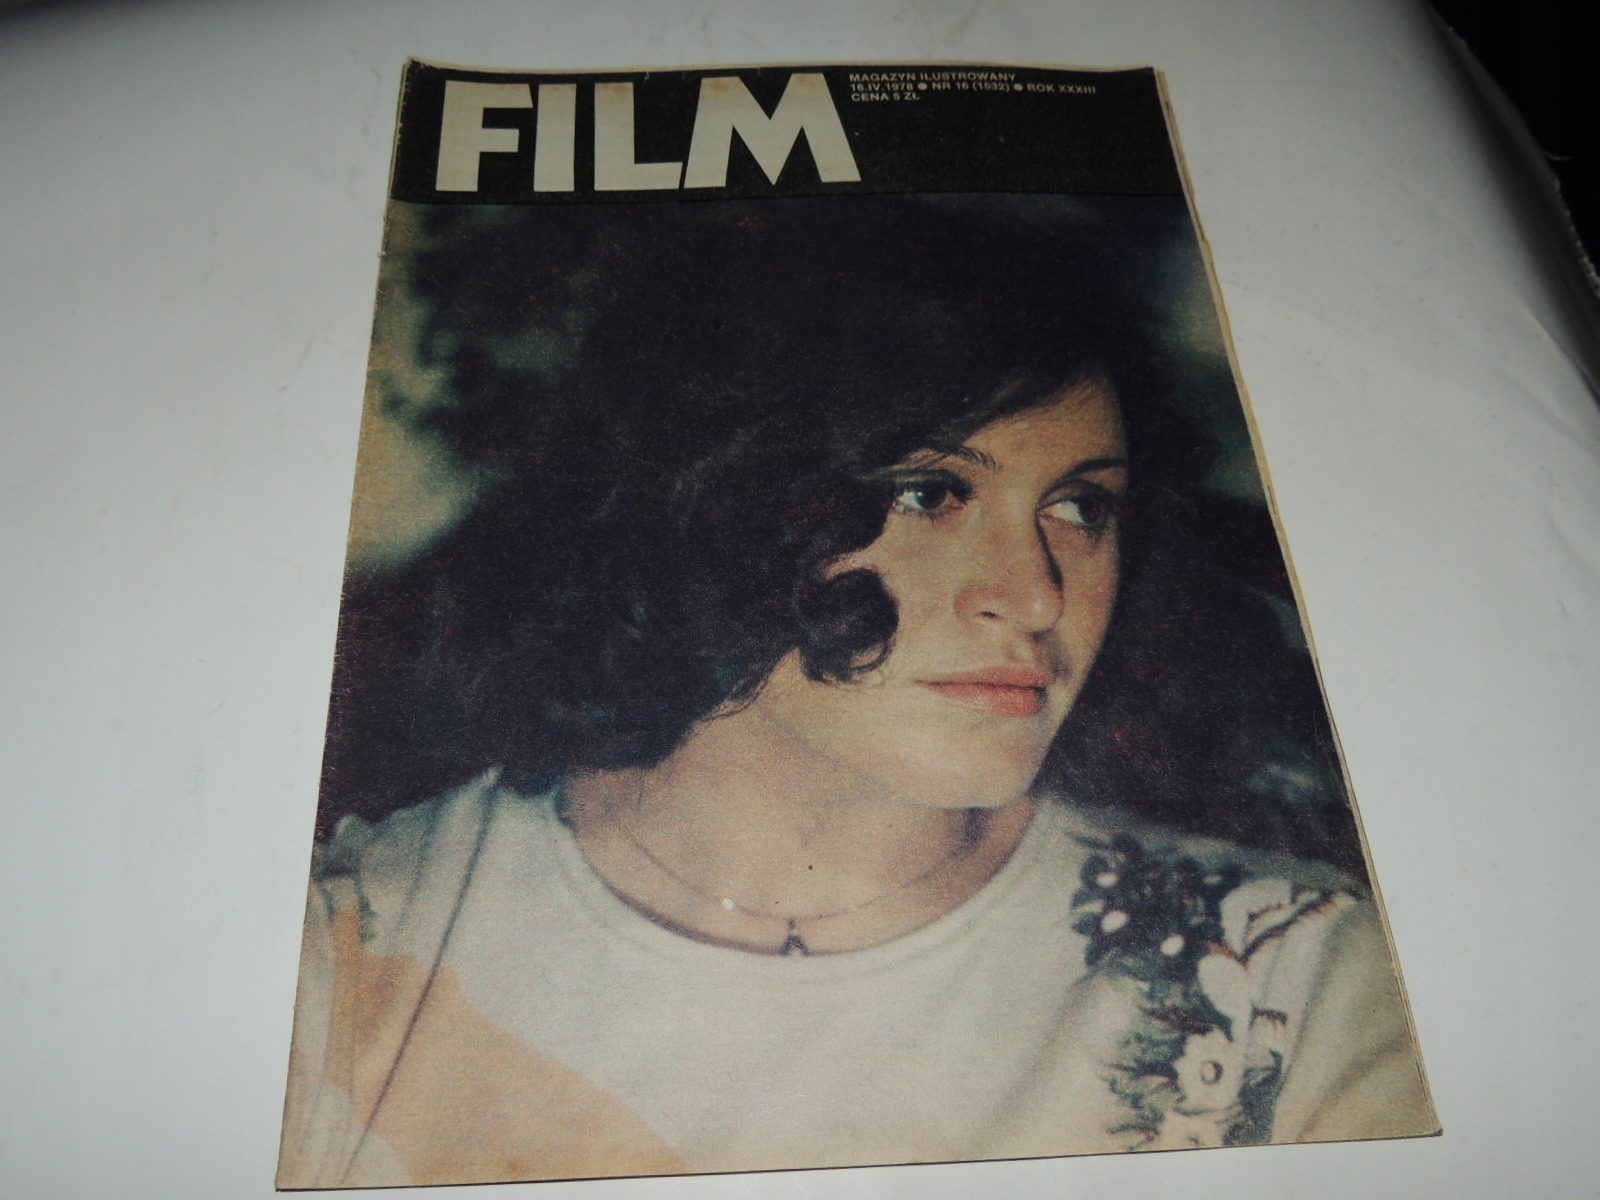 FILM
MAGAZYN ILUSTROWANY
16.IV.1978 ● NR 16 (1532) ● ROK XXXIII
CENA 5 ZŁ